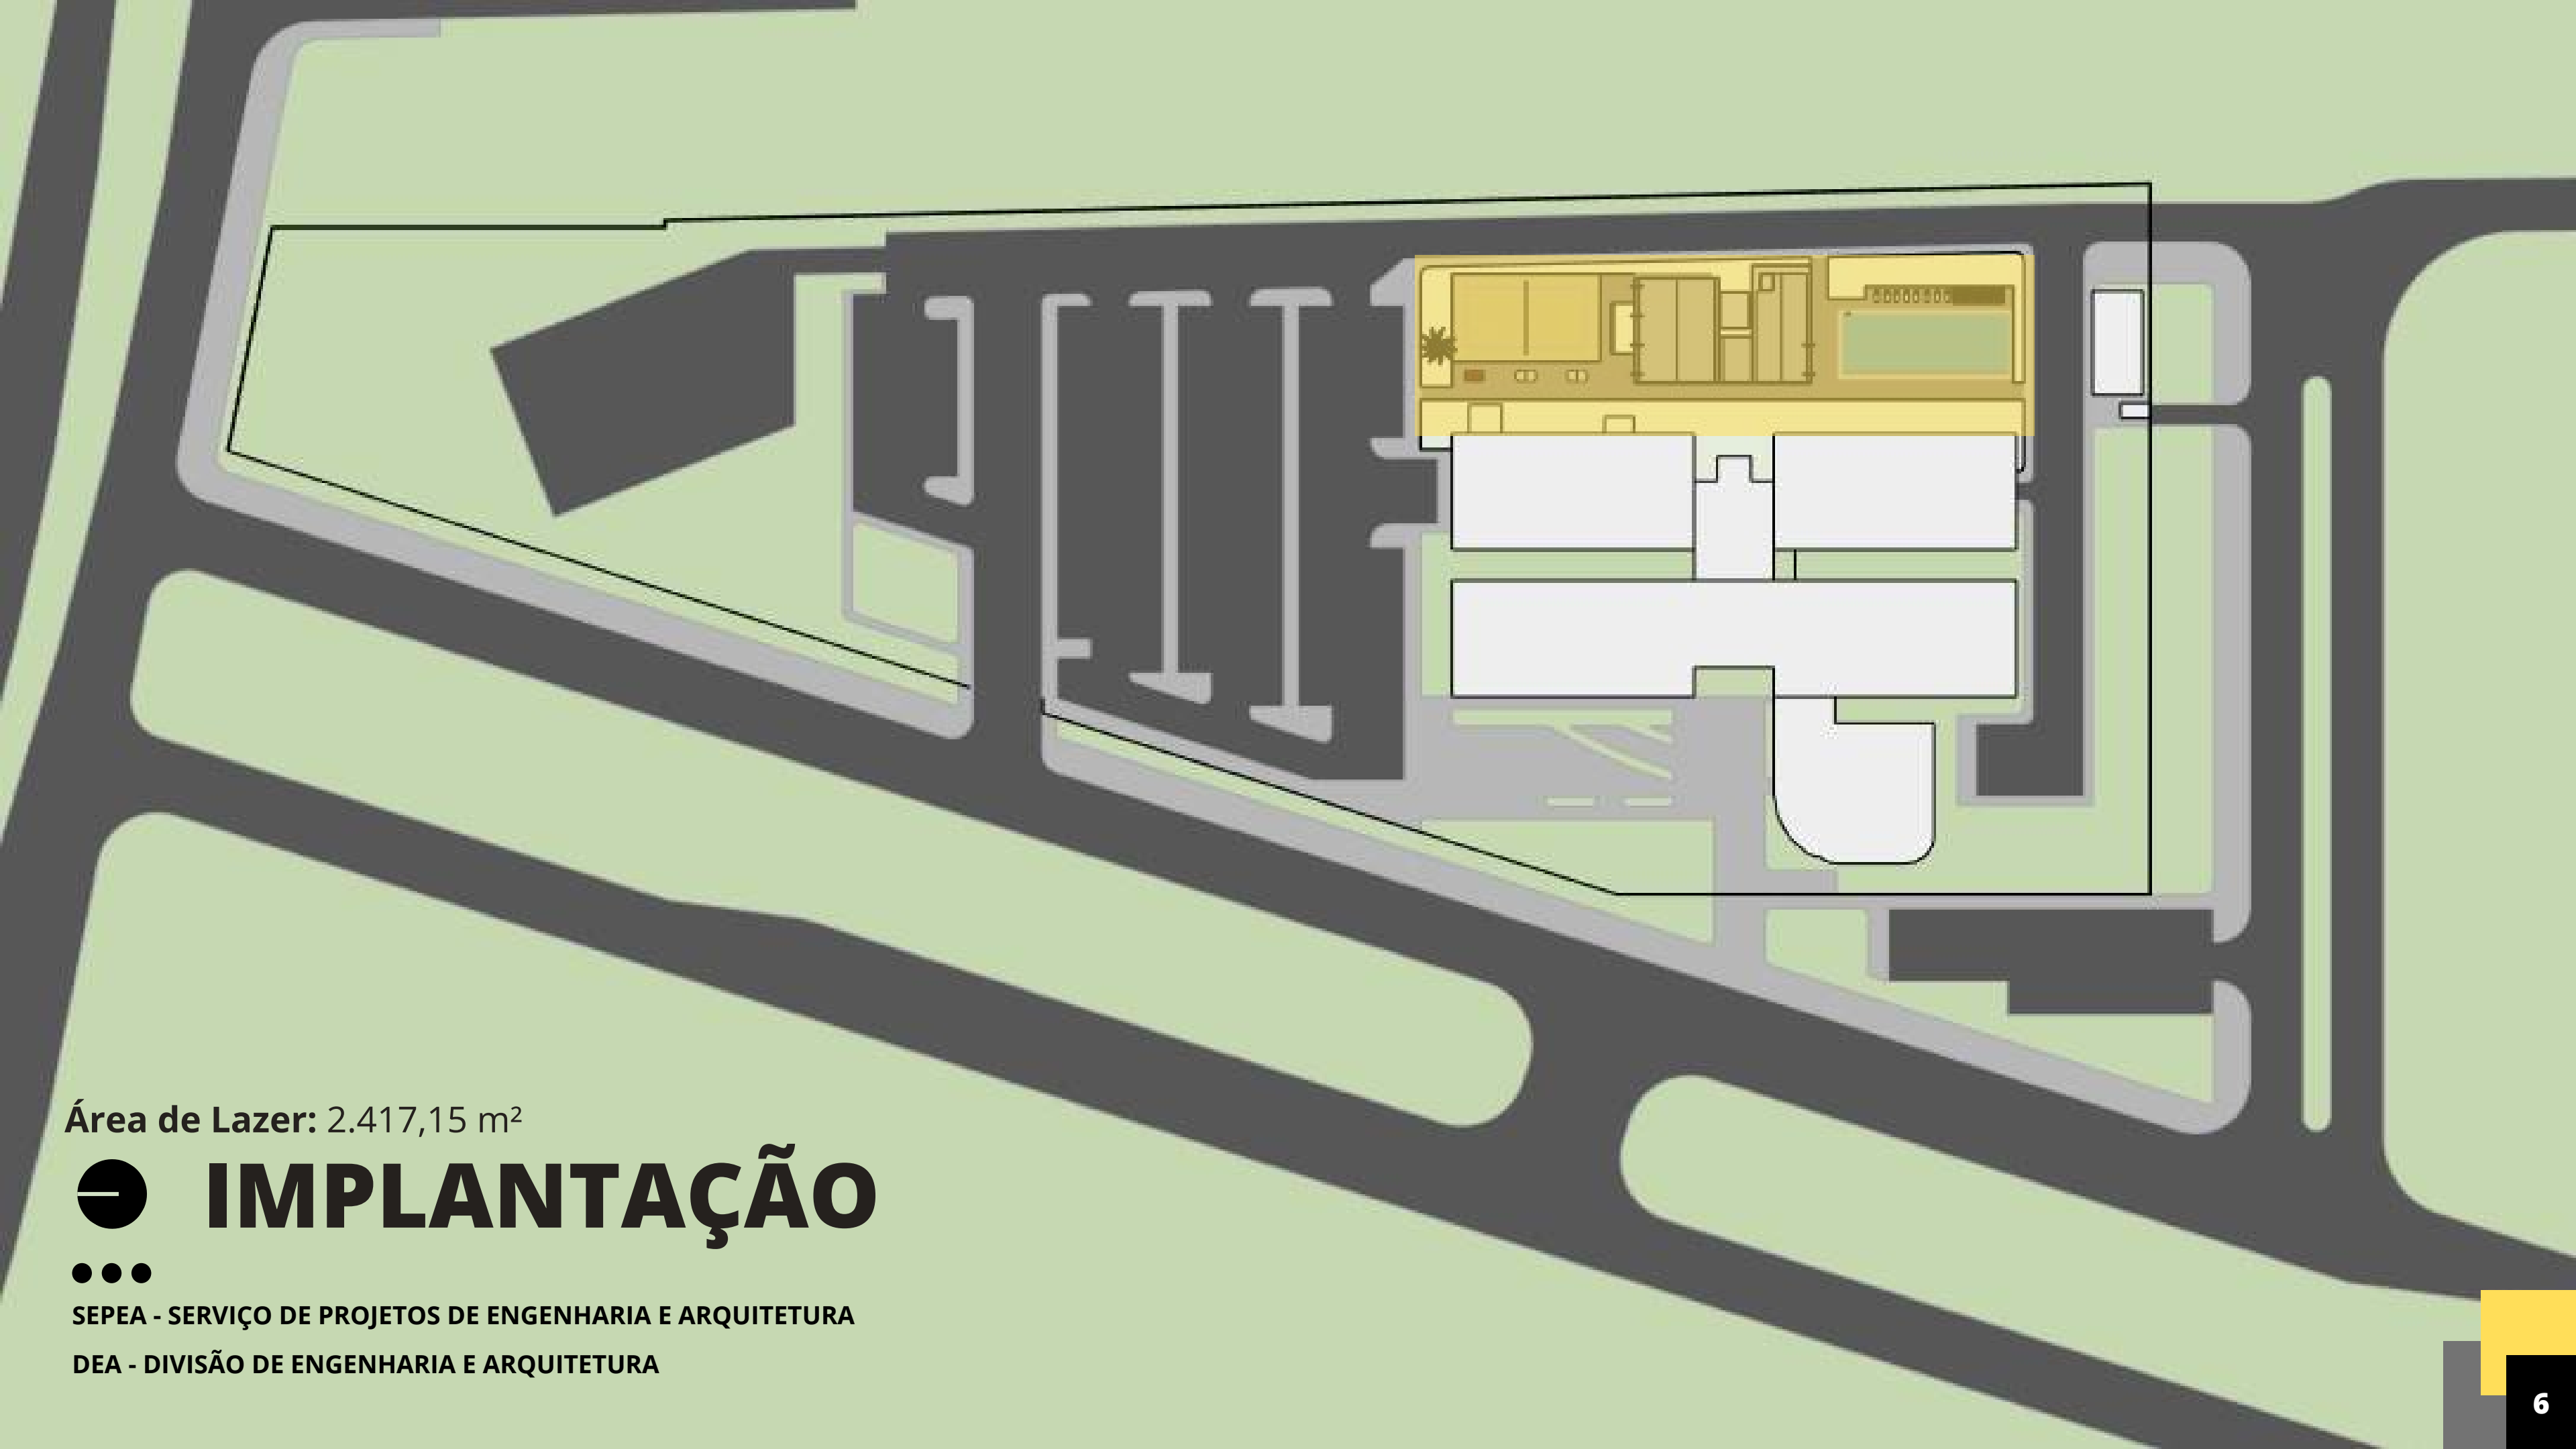 Área de Lazer: 2.417,15 m²
IMPLANTAÇÃO
SEPEA - SERVIÇO DE PROJETOS DE ENGENHARIA E ARQUITETURA
DEA - DIVISÃO DE ENGENHARIA E ARQUITETURA
6